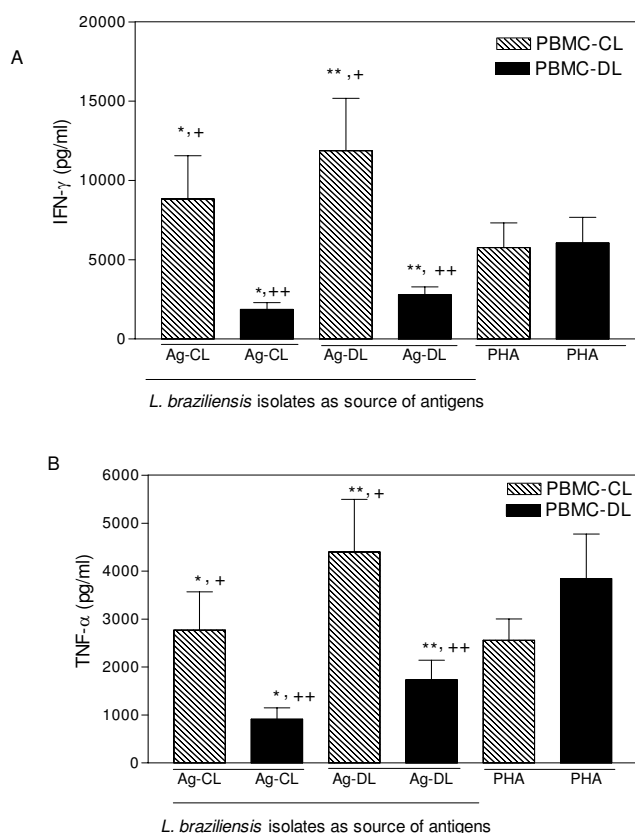 A
20000
15000
10000
5000
0
IFN-γ (pg/ml)
PBMC-CL
PBMC-DL
*,+
*,++
**,+
**, ++
Ag-CL Ag-CL Ag-DL Ag-DL PHA PHA
L. braziliensis isolates as source of antigens
B
6000
5000
4000
3000
2000
1000
0
TNF-α (pg/ml)
PBMC-CL
PBMC-DL
*, +
*, ++
**, +
**, ++
Ag-CL Ag-CL Ag-DL Ag-DL PHA PHA
L. braziliensis isolates as source of antigens